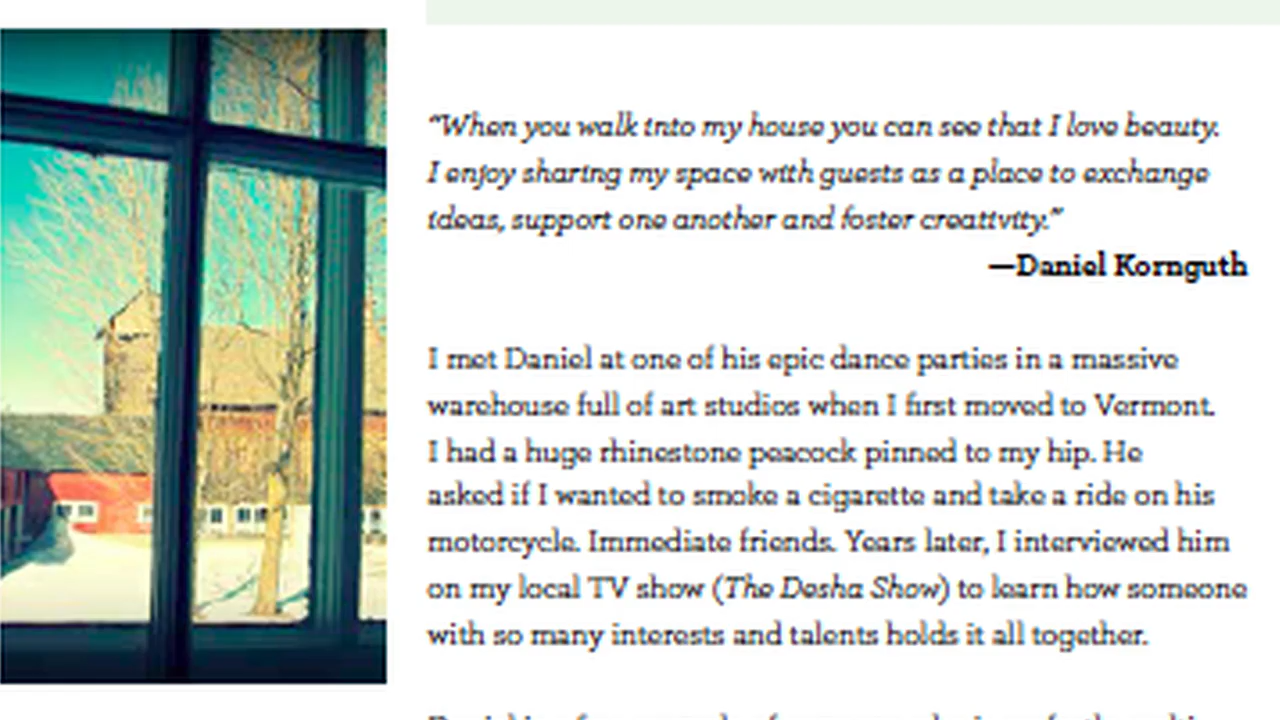 “When you walk into my house you can see that I love beauty.
I enjoy sharing my space with guests as a place to exchange
ideas, support one another and foster creativity.”
—Daniel Kornguth
I met Daniel at one of his epic dance parties in a massive
warehouse full of art studios when I first moved to Vermont.
I had a huge rhinestone peacock pinned to my hip. He
asked if I wanted to smoke a cigarette and take a ride on his
motorcycle. Immediate friends. Years later, I interviewed him
on my local TV show (The Desha Show) to learn how someone
with so many interests and talents holds it all together.